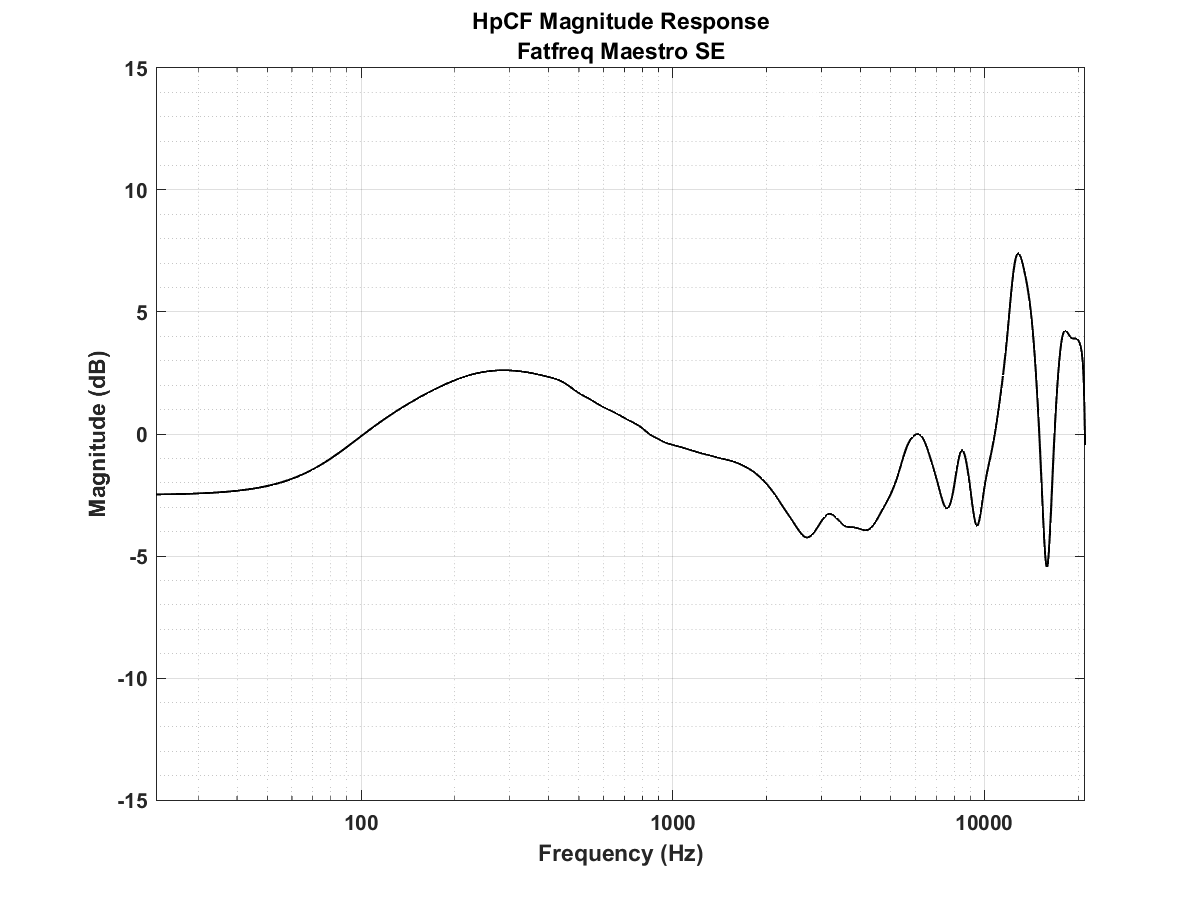 HpCF Magnitude Response
Fatfreq Maestro SE
15
10
5
0
-5
-10
-15
Magnitude (dB)
100
1000
10000
Frequency (Hz)